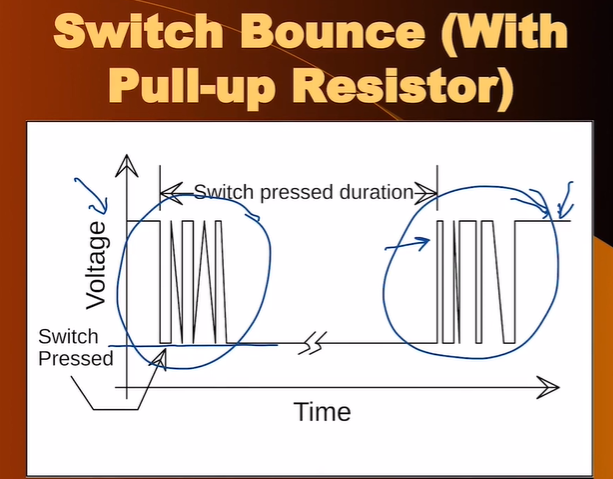 Switch Bounce (With
Pull-up Resistor)
Switch pressed duration
Voltage
Switch
Pressed
Time